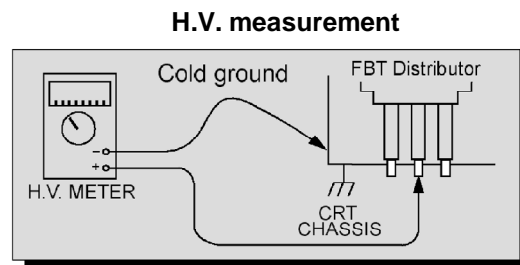 H.V. measurement
Cold ground
FBT Distributor
−
+
H.V. METER
CRT
CHASSIS